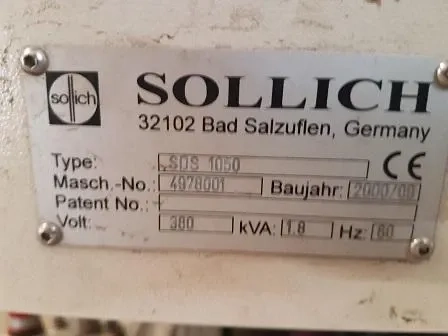 sollich
SOLLICH
32102 Bad Salzuflen, Germany
Type: SDS 1050 CE
Masch.-No.: 4978001 Baujahr: 2000/00
Patent No.:
Volt: 380 kVA: 1.8 Hz: 60